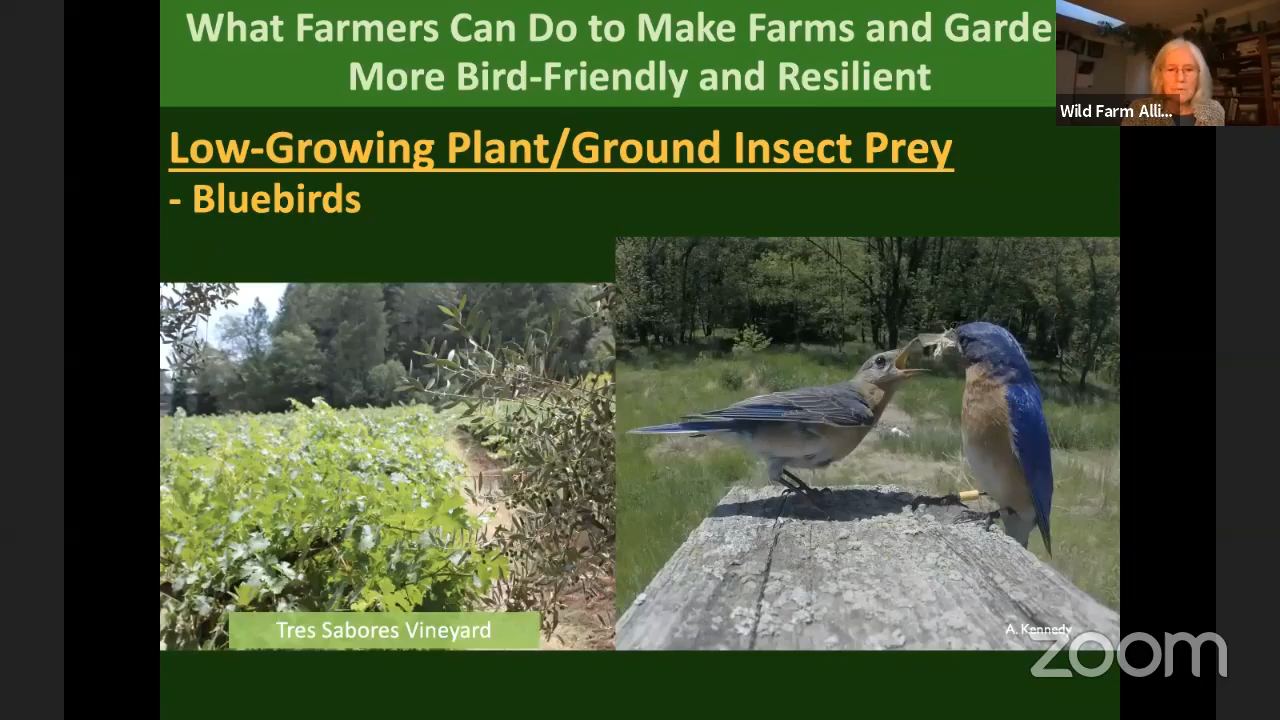 What Farmers Can Do to Make Farms and Garde
More Bird-Friendly and Resilient
Wild Farm Alli...
Low-Growing Plant/Ground Insect Prey
- Bluebirds
Tres Sabores Vineyard
A. Kennedy
zoom